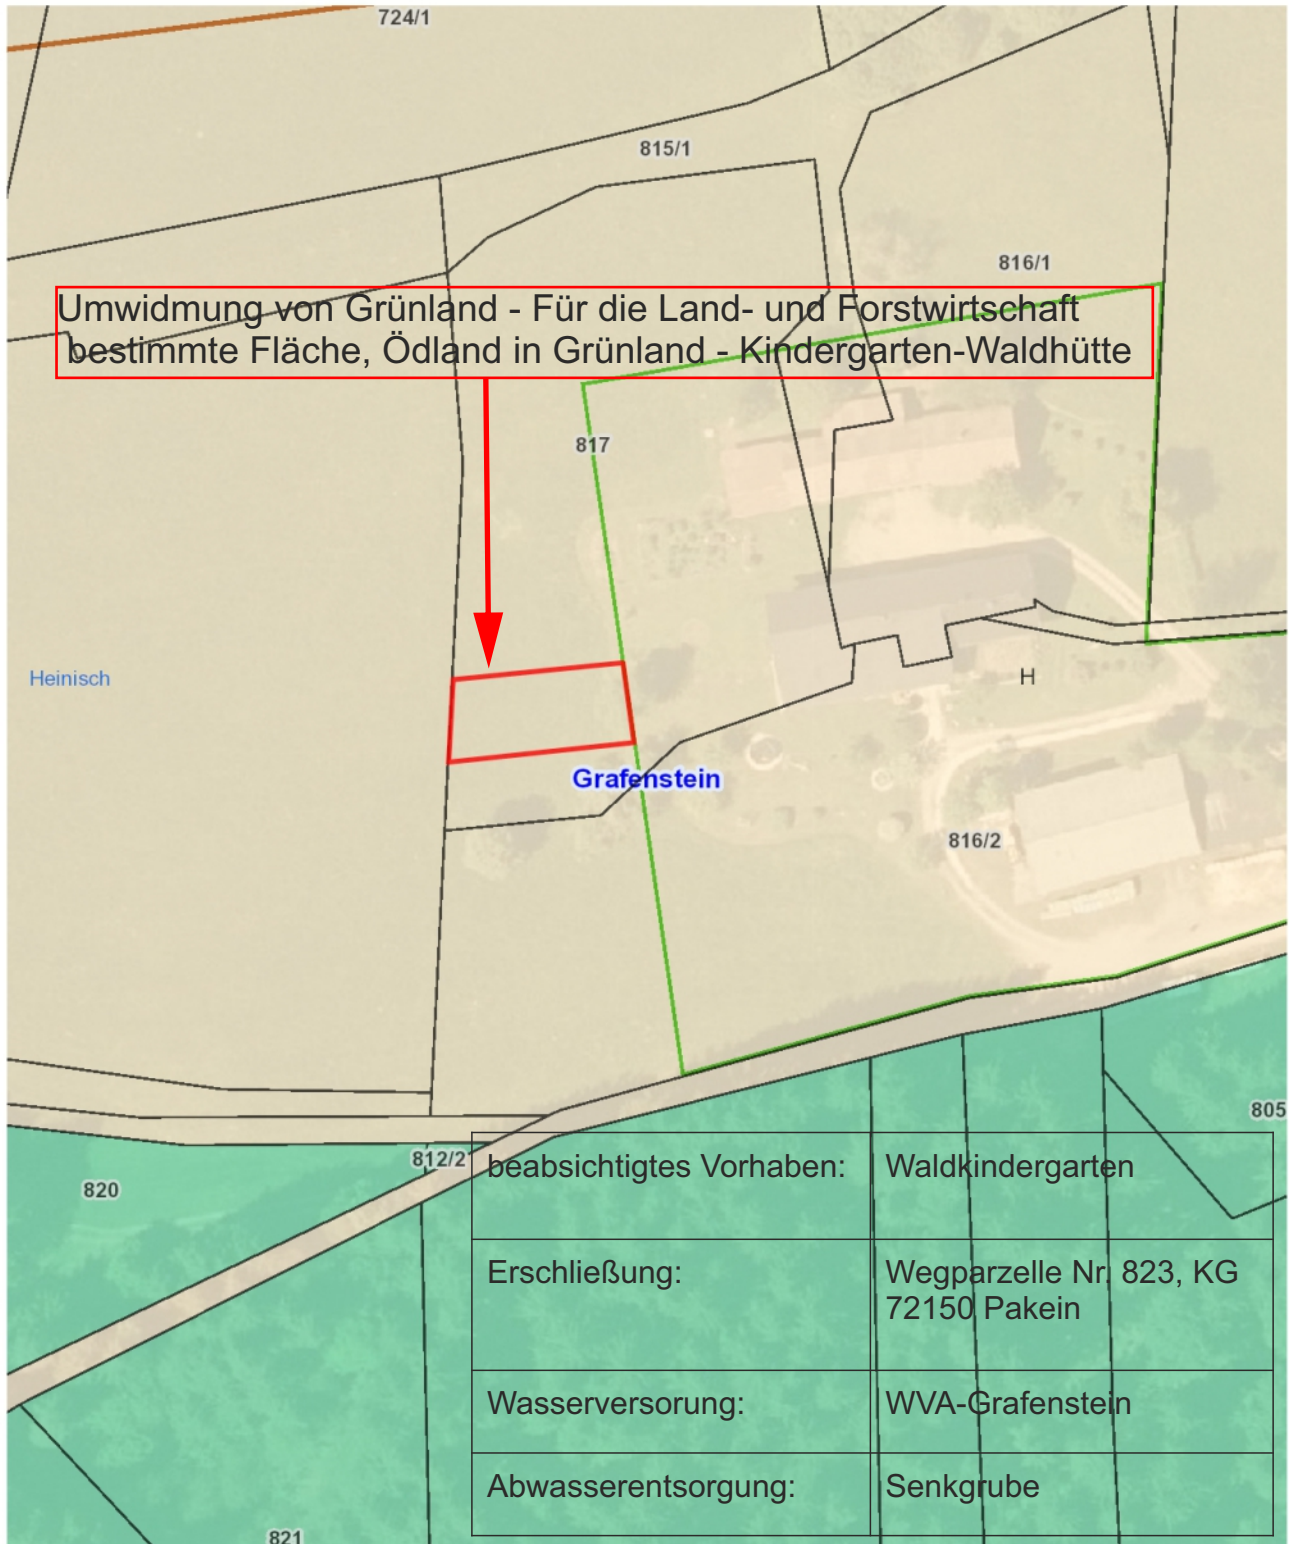 724/1
815/1
816/1
Umwidmung von Grünland - Für die Land- und Forstwirtschaft
bestimmte Fläche, Ödland in Grünland - Kindergarten-Waldhütte
817
Heinisch
H
Grafenstein
816/2
805
812/2
820
beabsichtigtes Vorhaben: Waldkindergarten
Erschließung: Wegparzelle Nr. 823, KG
72150 Pakein
Wasserversorung: WVA-Grafenstein
Abwasserentsorgung: Senkgrube
821